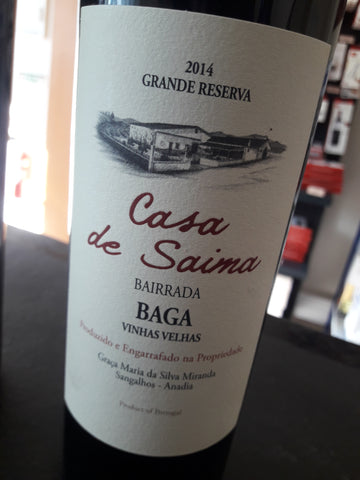 2014
GRANDE RESERVA
Casa
de Saima
BAIRRADA
BAGA
VINHAS VELHAS
Produzido e Engarrafado na Propriedade
Graça Maria da Silva Miranda
Sangalhos - Anadia
Product of Portugal